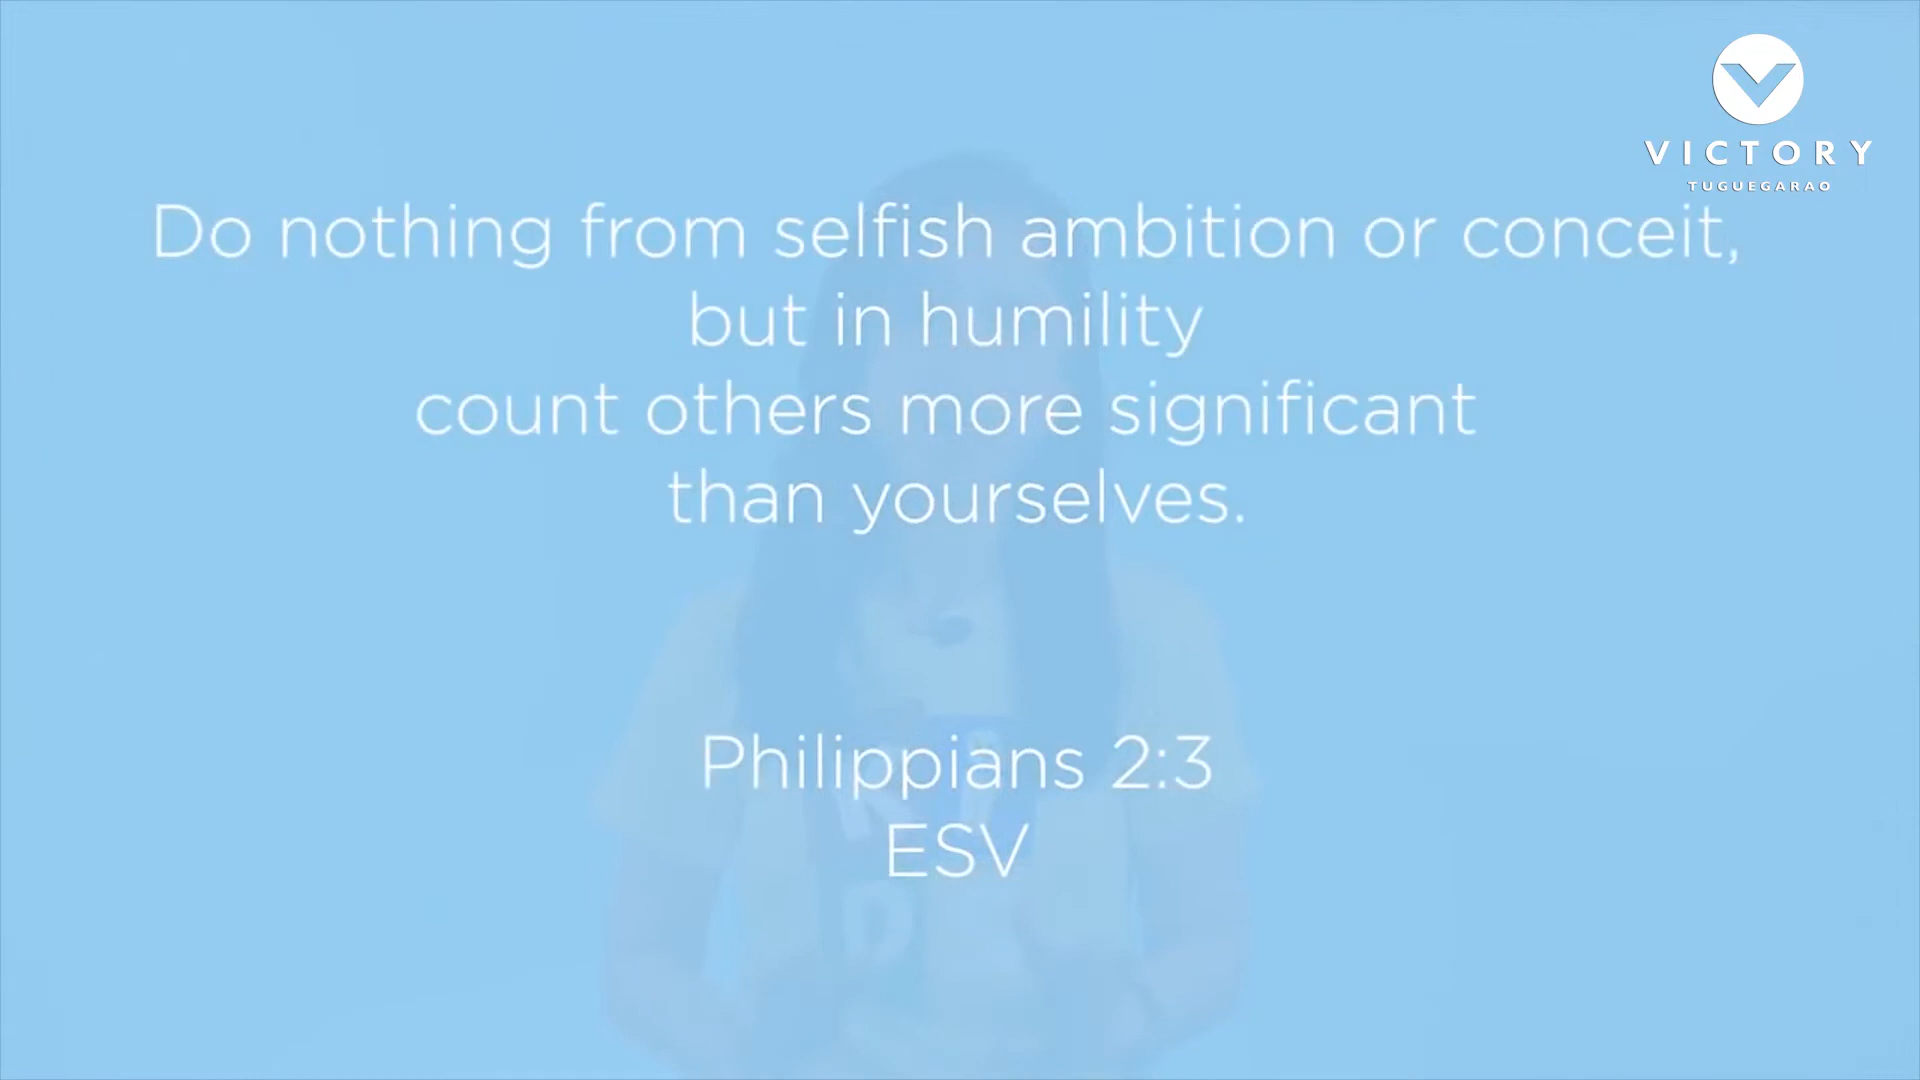 VICTORY
TUGUEGARAO
Do nothing from selfish ambition or conceit,
but in humility
count others more significant
than yourselves.
Philippians 2:3
ESV